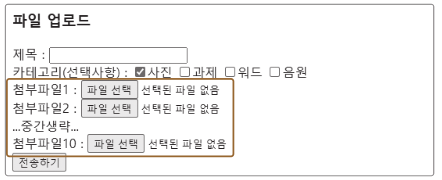 파일 업로드
제목 :
카테고리(선택사항) : 사진 과제 워드 음원
첨부파일1 : 파일 선택 선택된 파일 없음
첨부파일2 : 파일 선택 선택된 파일 없음
…중간생략…
첨부파일10 : 파일 선택 선택된 파일 없음
전송하기